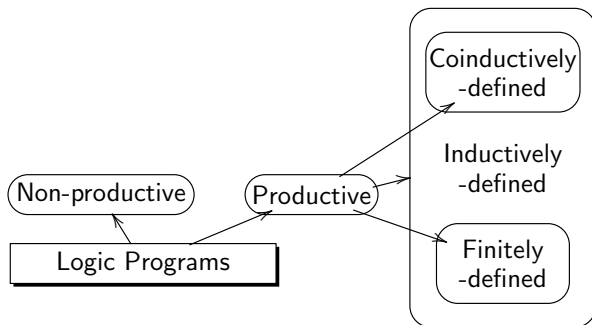 Coinductively
-defined
Inductively
-defined
Non-productive
Productive
Logic Programs
Finitely
-defined